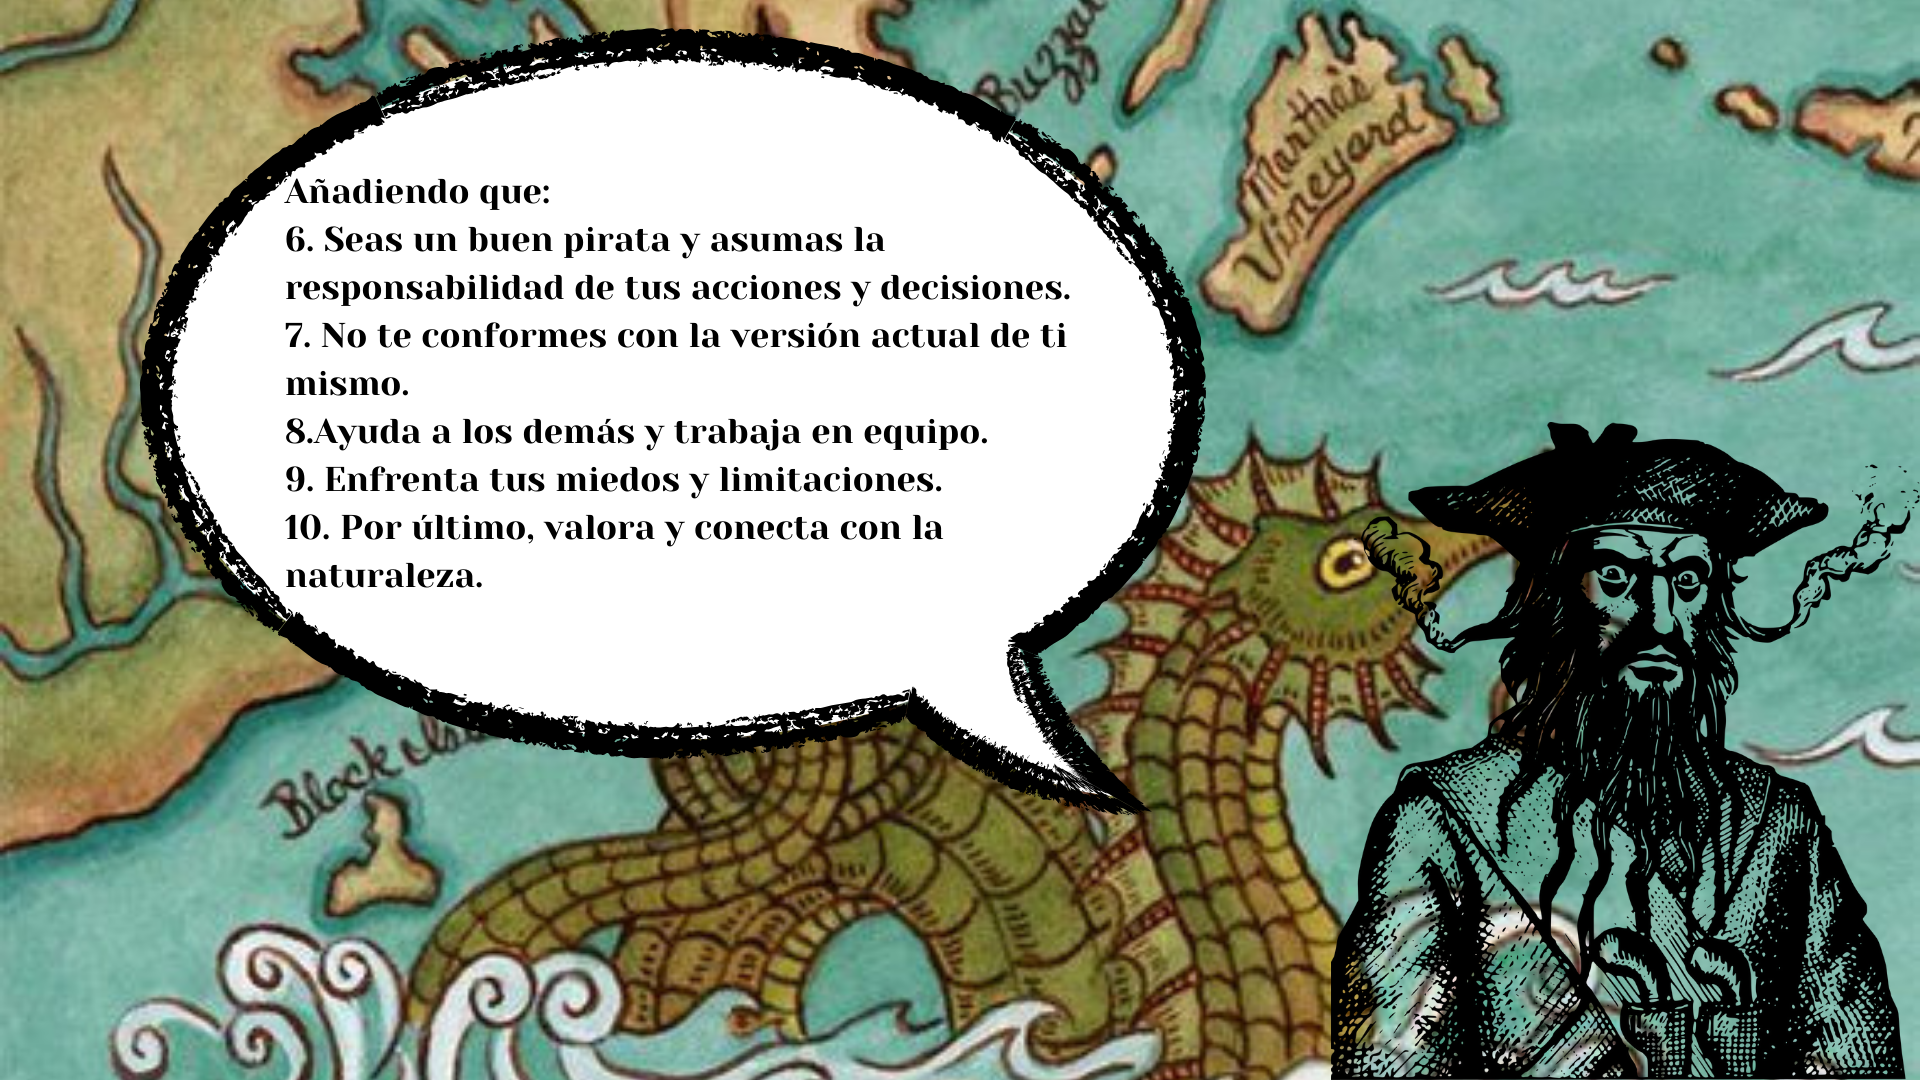 Buzzar
Martha's
Vineyard
Añadiendo que:
6. Seas un buen pirata y asumas la
responsabilidad de tus acciones y decisiones.
7. No te conformes con la versión actual de ti
mismo.
8.Ayuda a los demás y trabaja en equipo.
9. Enfrenta tus miedos y limitaciones.
10. Por último, valora y conecta con la
naturaleza.
Block